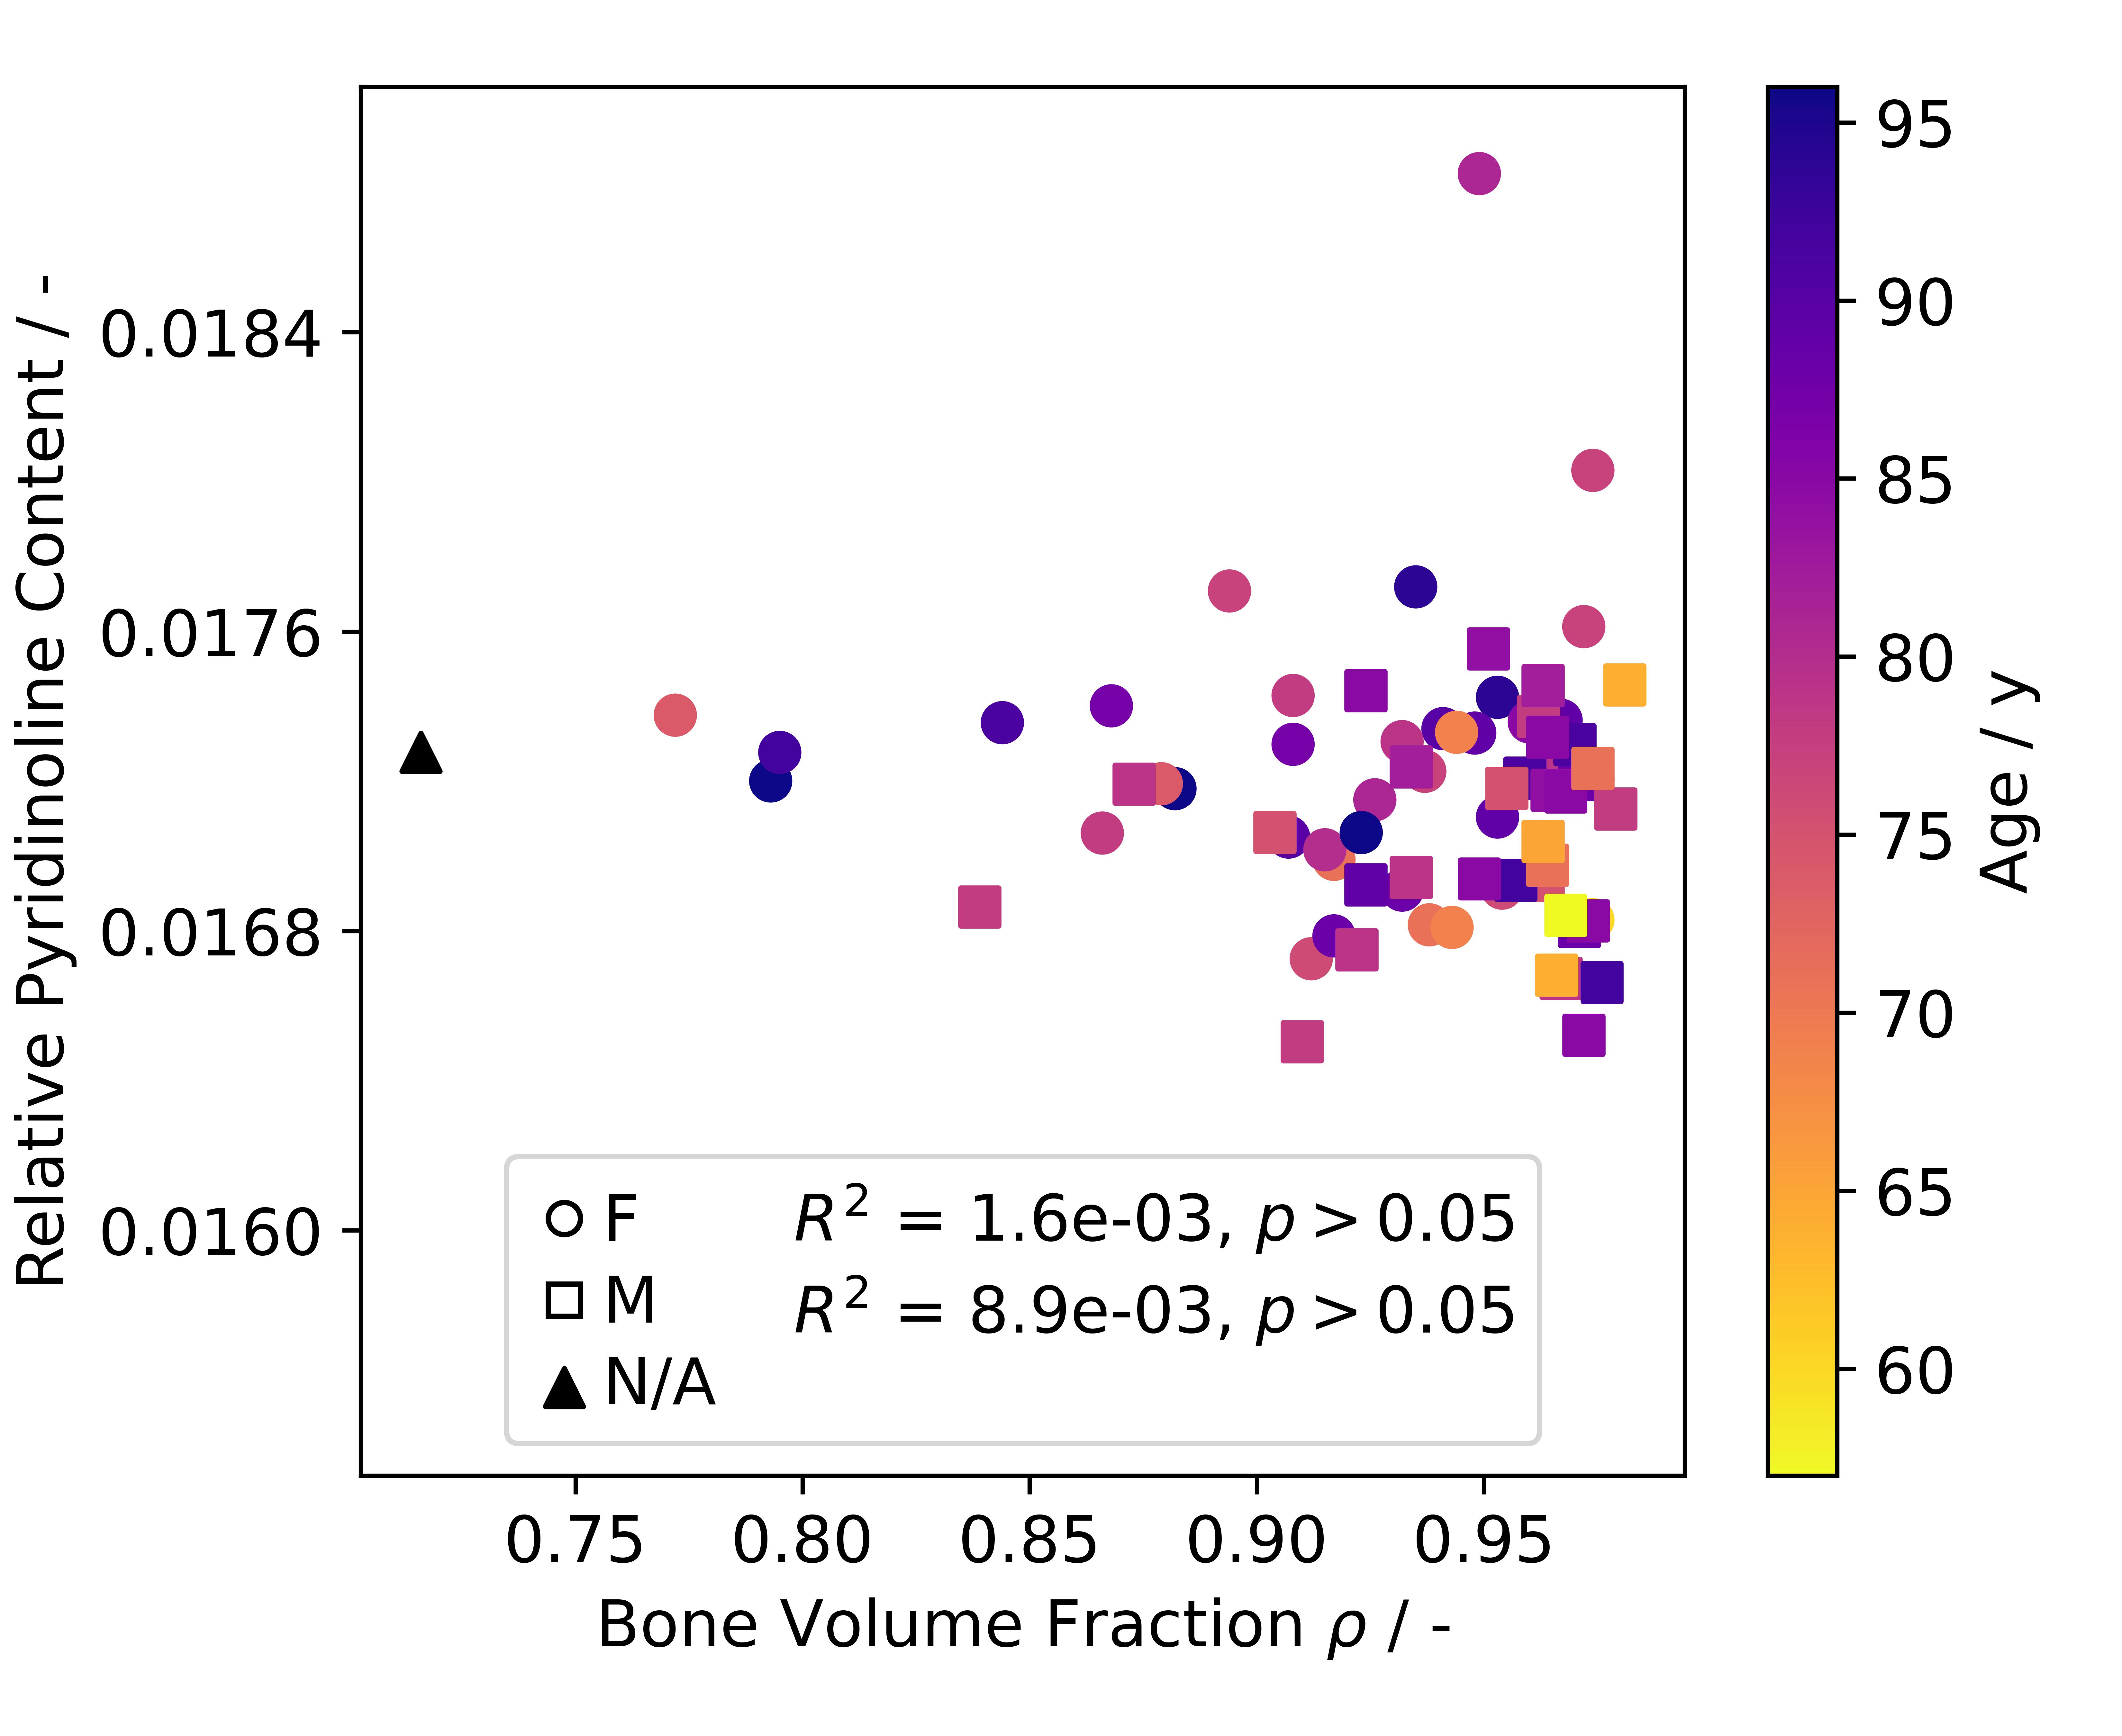 Relative Pyridinoline Content / -
0.0184
0.0176
0.0168
0.0160
F R² = 1.6e-03, p > 0.05
M R² = 8.9e-03, p > 0.05
N/A
0.75 0.80 0.85 0.90 0.95
Bone Volume Fraction ρ / -
95
90
85
80
75
70
65
60
Age / y